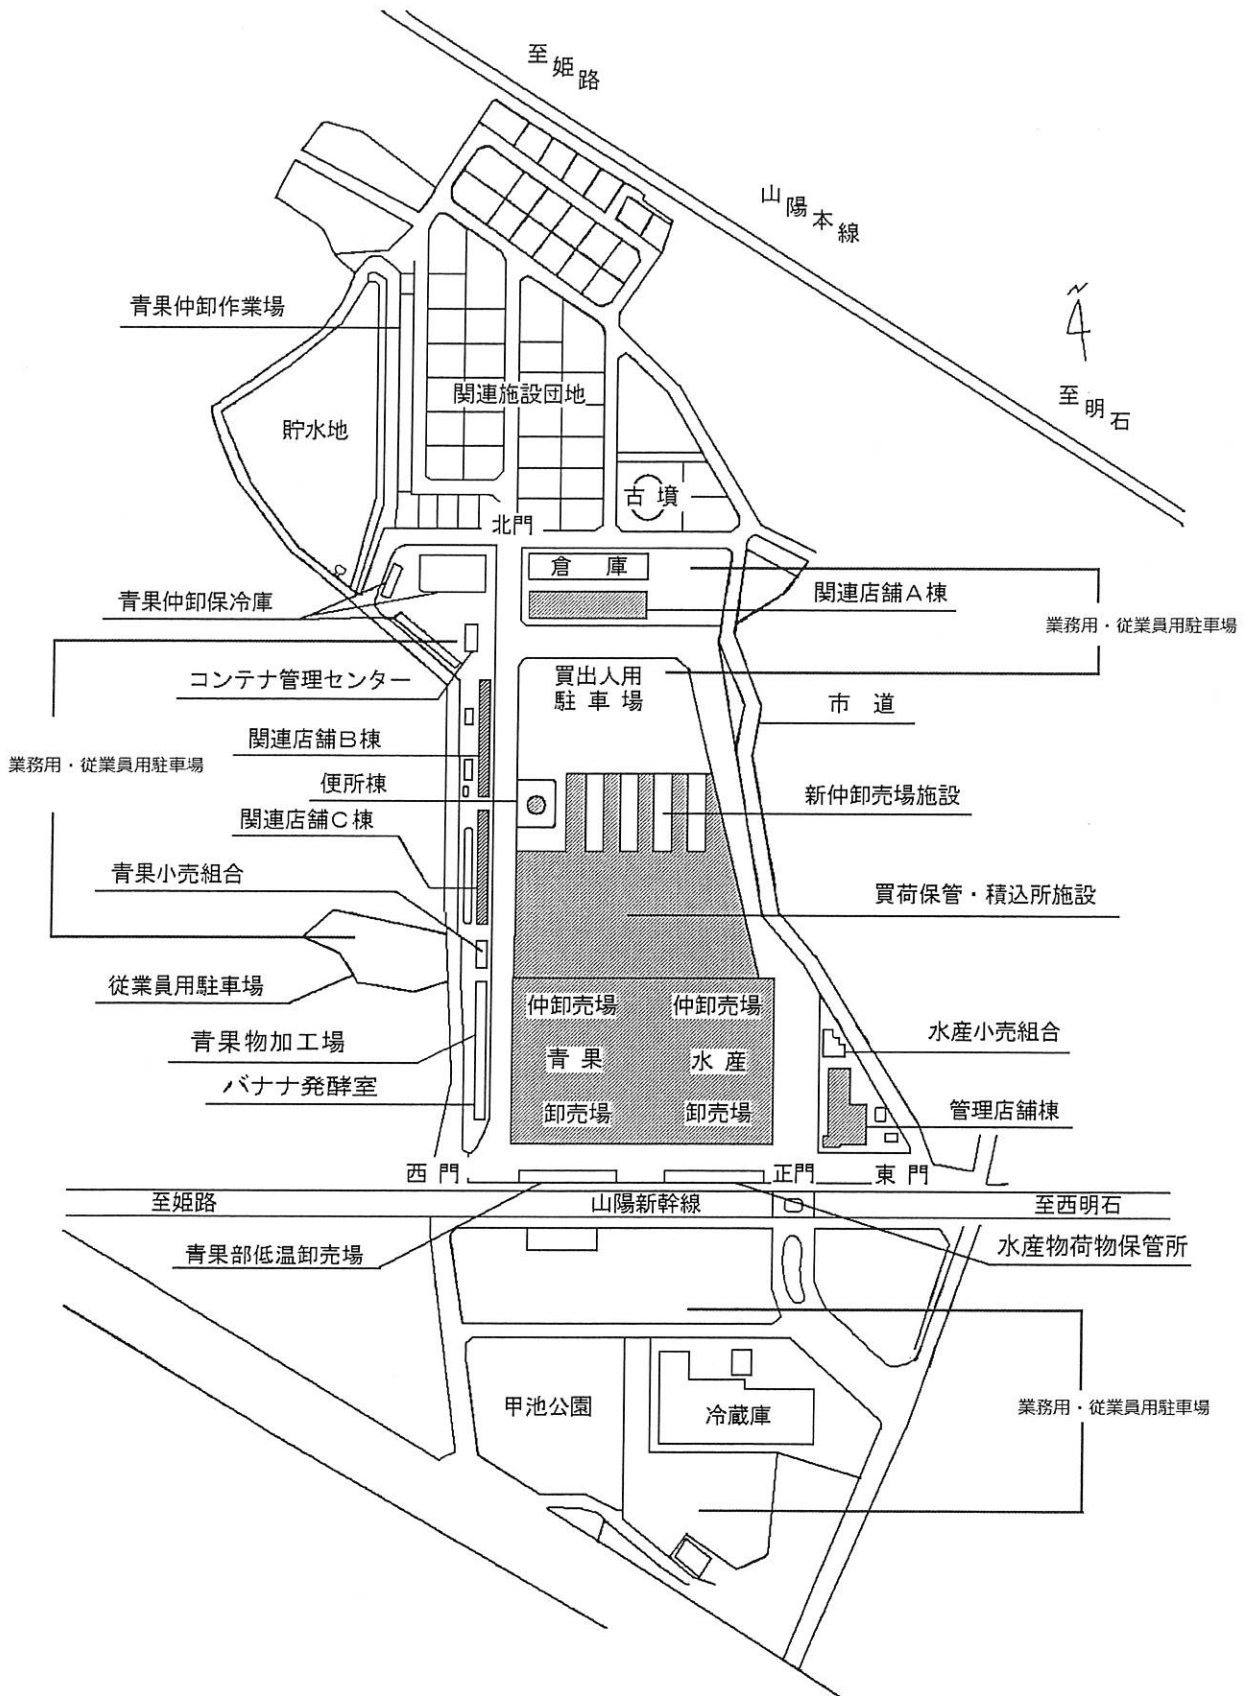 至姫路
山陽本線
N
至明石
青果仲卸作業場
関連施設団地
貯水地
古墳
北門
倉庫
関連店舗A棟
青果仲卸保冷庫
業務用・従業員用駐車場
コンテナ管理センター
買出人用
駐車場
市道
関連店舗B棟
業務用・従業員用駐車場
便所棟
新仲卸売場施設
関連店舗C棟
青果小売組合
買荷保管・積込所施設
従業員用駐車場
仲卸売場
仲卸売場
青果物加工場
青果
水産
水産小売組合
バナナ発酵室
卸売場
卸売場
管理店舗棟
西門
正門
東門
至姫路
山陽新幹線
至西明石
青果部低温卸売場
水産物荷物保管所
甲池公園
冷蔵庫
業務用・従業員用駐車場